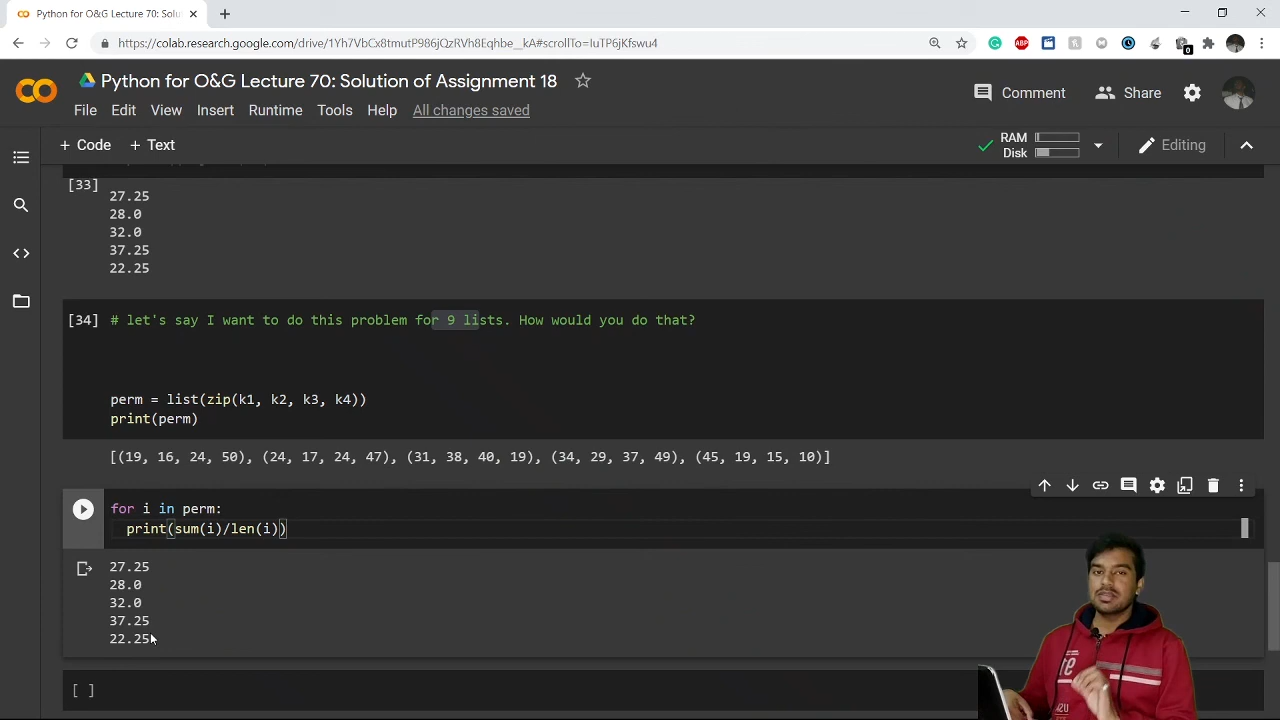 Python for O&G Lecture 70: Solu
https://colab.research.google.com/drive/1Yh7VbCx8tmutP9S6jQzRVh8Eqhbe__kA#scrollTo=IuTP6jKfswu4
ABP
0
Python for O&G Lecture 70: Solution of Assignment 18
Comment
Share
File Edit View Insert Runtime Tools Help All changes saved
+ Code + Text
RAM
Disk
Editing
[33]
27.25
28.0
32.0
37.25
22.25
[34] # let's say I want to do this problem for 9 lists. How would you do that?
perm = list(zip(k1, k2, k3, k4))
print(perm)
[(19, 16, 24, 50), (24, 17, 24, 47), (31, 38, 40, 19), (34, 29, 37, 49), (45, 19, 15, 10)]
for i in perm:
print(sum(i)/len(i))
27.25
28.0
32.0
37.25
22.25
[ ]